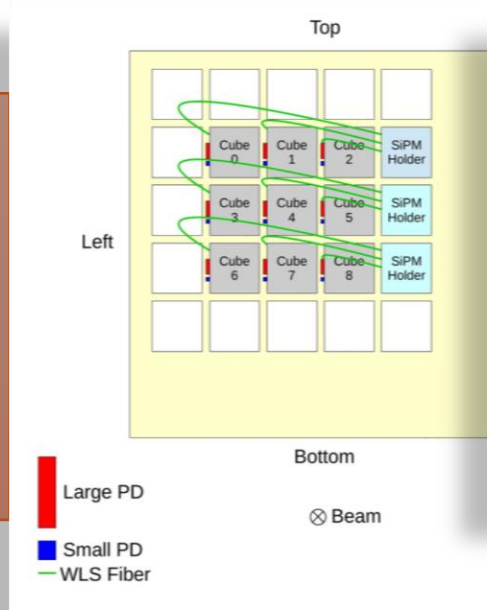 Top
Cube
0
Cube
1
Cube
2
SiPM
Holder
Cube
3
Cube
4
Cube
5
SiPM
Holder
Left
Cube
6
Cube
7
Cube
8
SiPM
Holder
Bottom
Large PD
Beam
Small PD
WLS Fiber